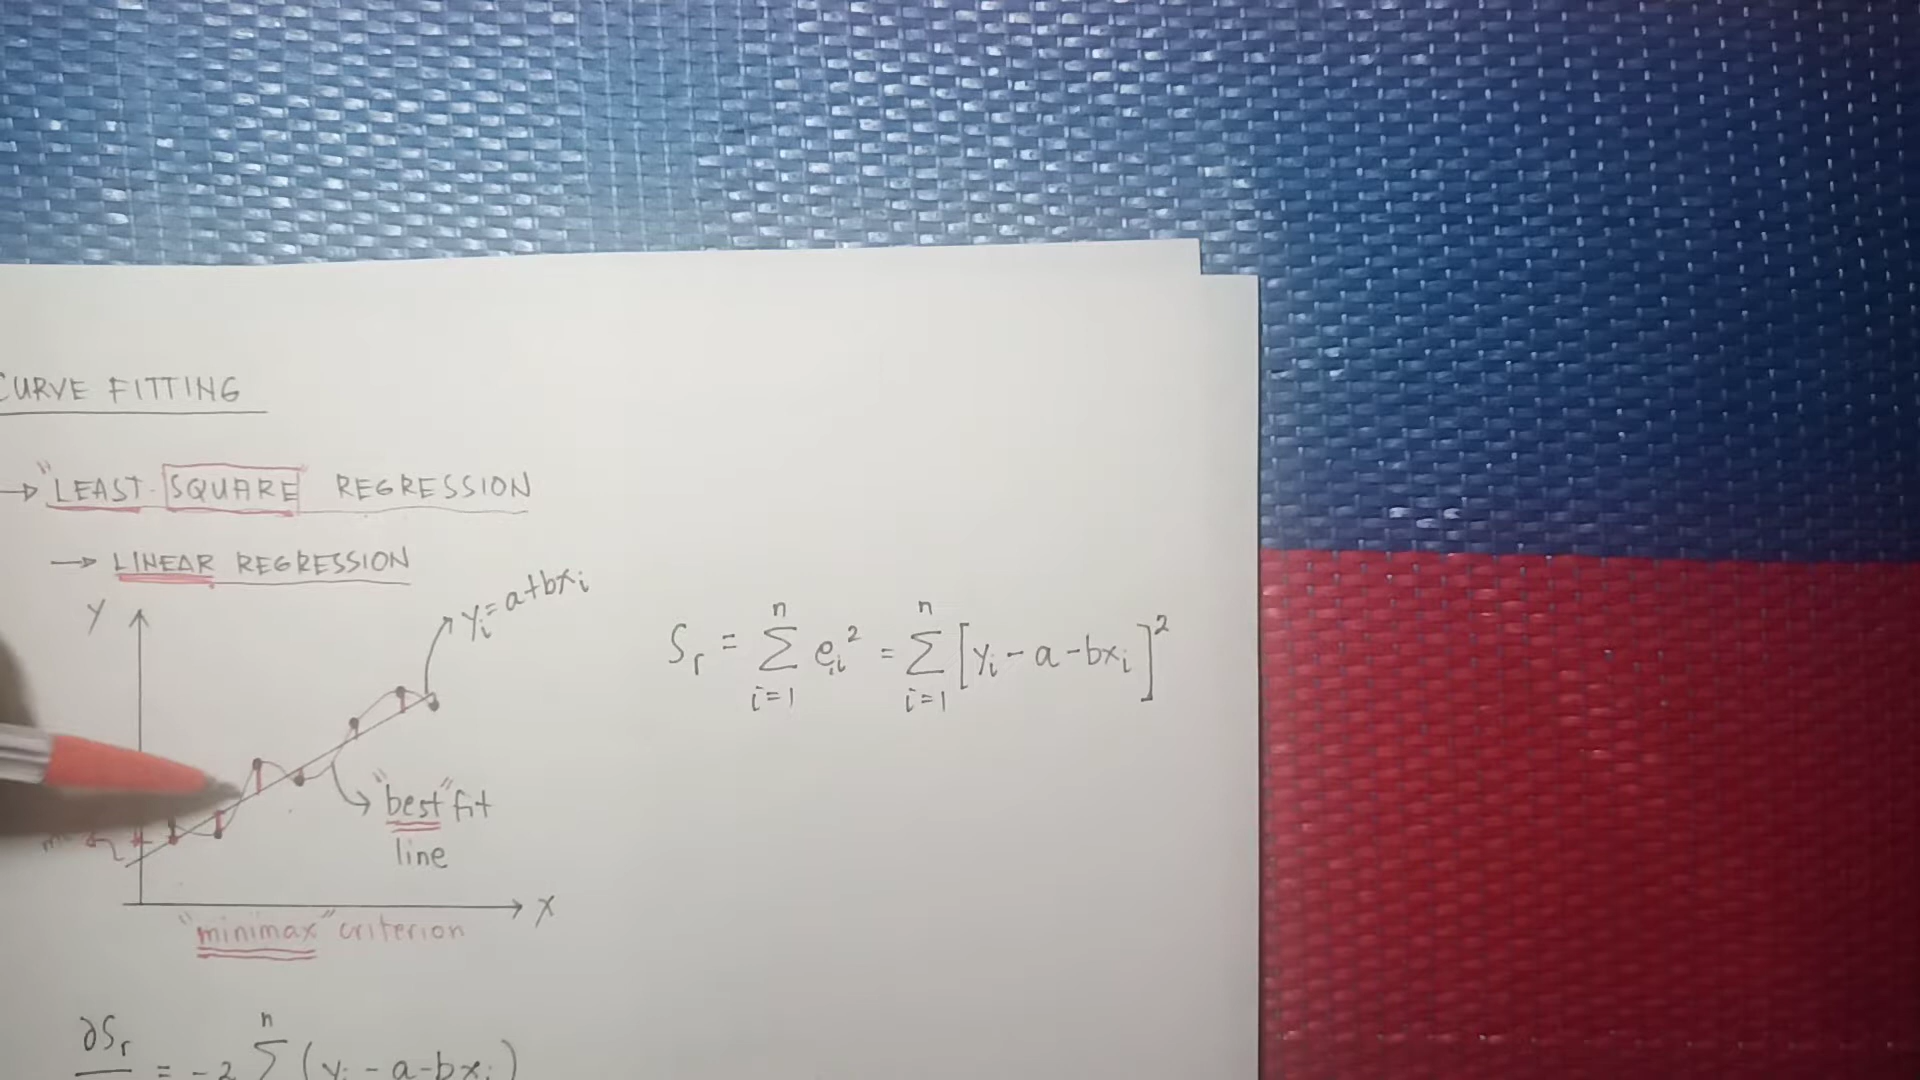 CURVE FITTING
→ "LEAST-SQUARE" REGRESSION
→ LINEAR REGRESSION
Y
yᵢ = a+bxᵢ
"best" fit
line
X
"minimax" criterion
Sᵣ = Σ eᵢ² = Σ [yᵢ - a - bxᵢ]²
n
i=1
n
i=1
n
∂Sᵣ
= -2 Σ (yᵢ - a - bxᵢ)